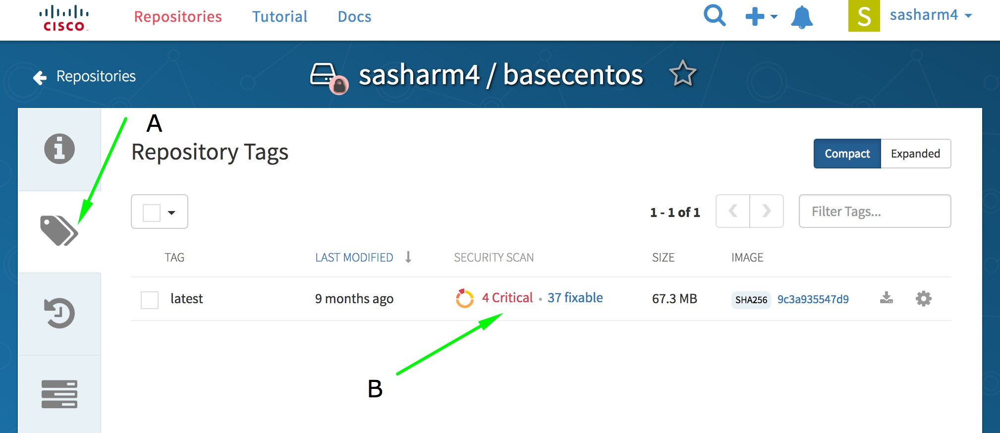 CISCO
Repositories Tutorial Docs
S sasharm4
Repositories
sasharm4 / basecentos
A
Repository Tags
Compact Expanded
1 - 1 of 1 Filter Tags...
TAG LAST MODIFIED SECURITY SCAN SIZE IMAGE
latest 9 months ago 4 Critical • 37 fixable 67.3 MB SHA256 9c3a935547d9
B